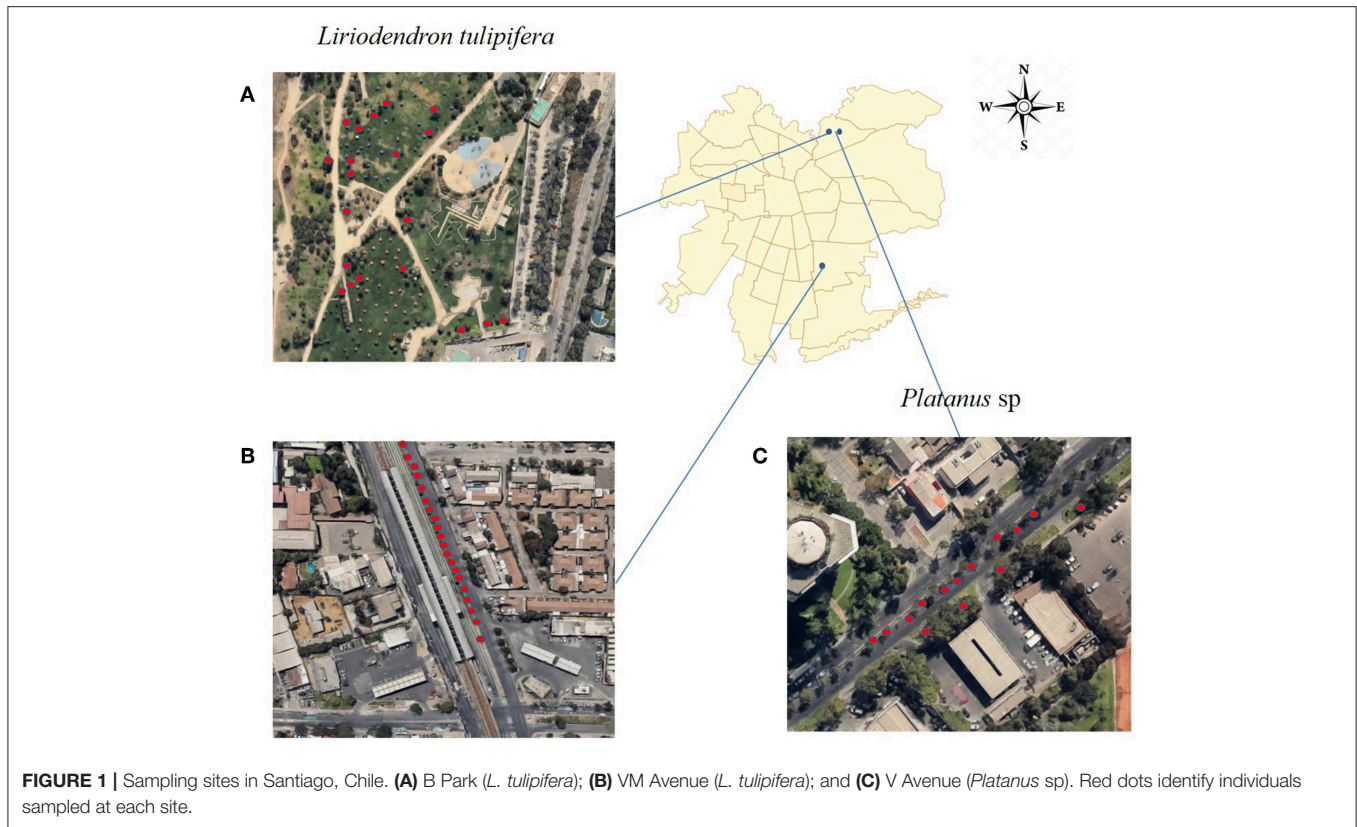 Liriodendron tulipifera
A
N
W E
S
Platanus sp
B
C
FIGURE 1 | Sampling sites in Santiago, Chile. (A) B Park (L. tulipifera); (B) VM Avenue (L. tulipifera); and (C) V Avenue (Platanus sp). Red dots identify individuals
sampled at each site.